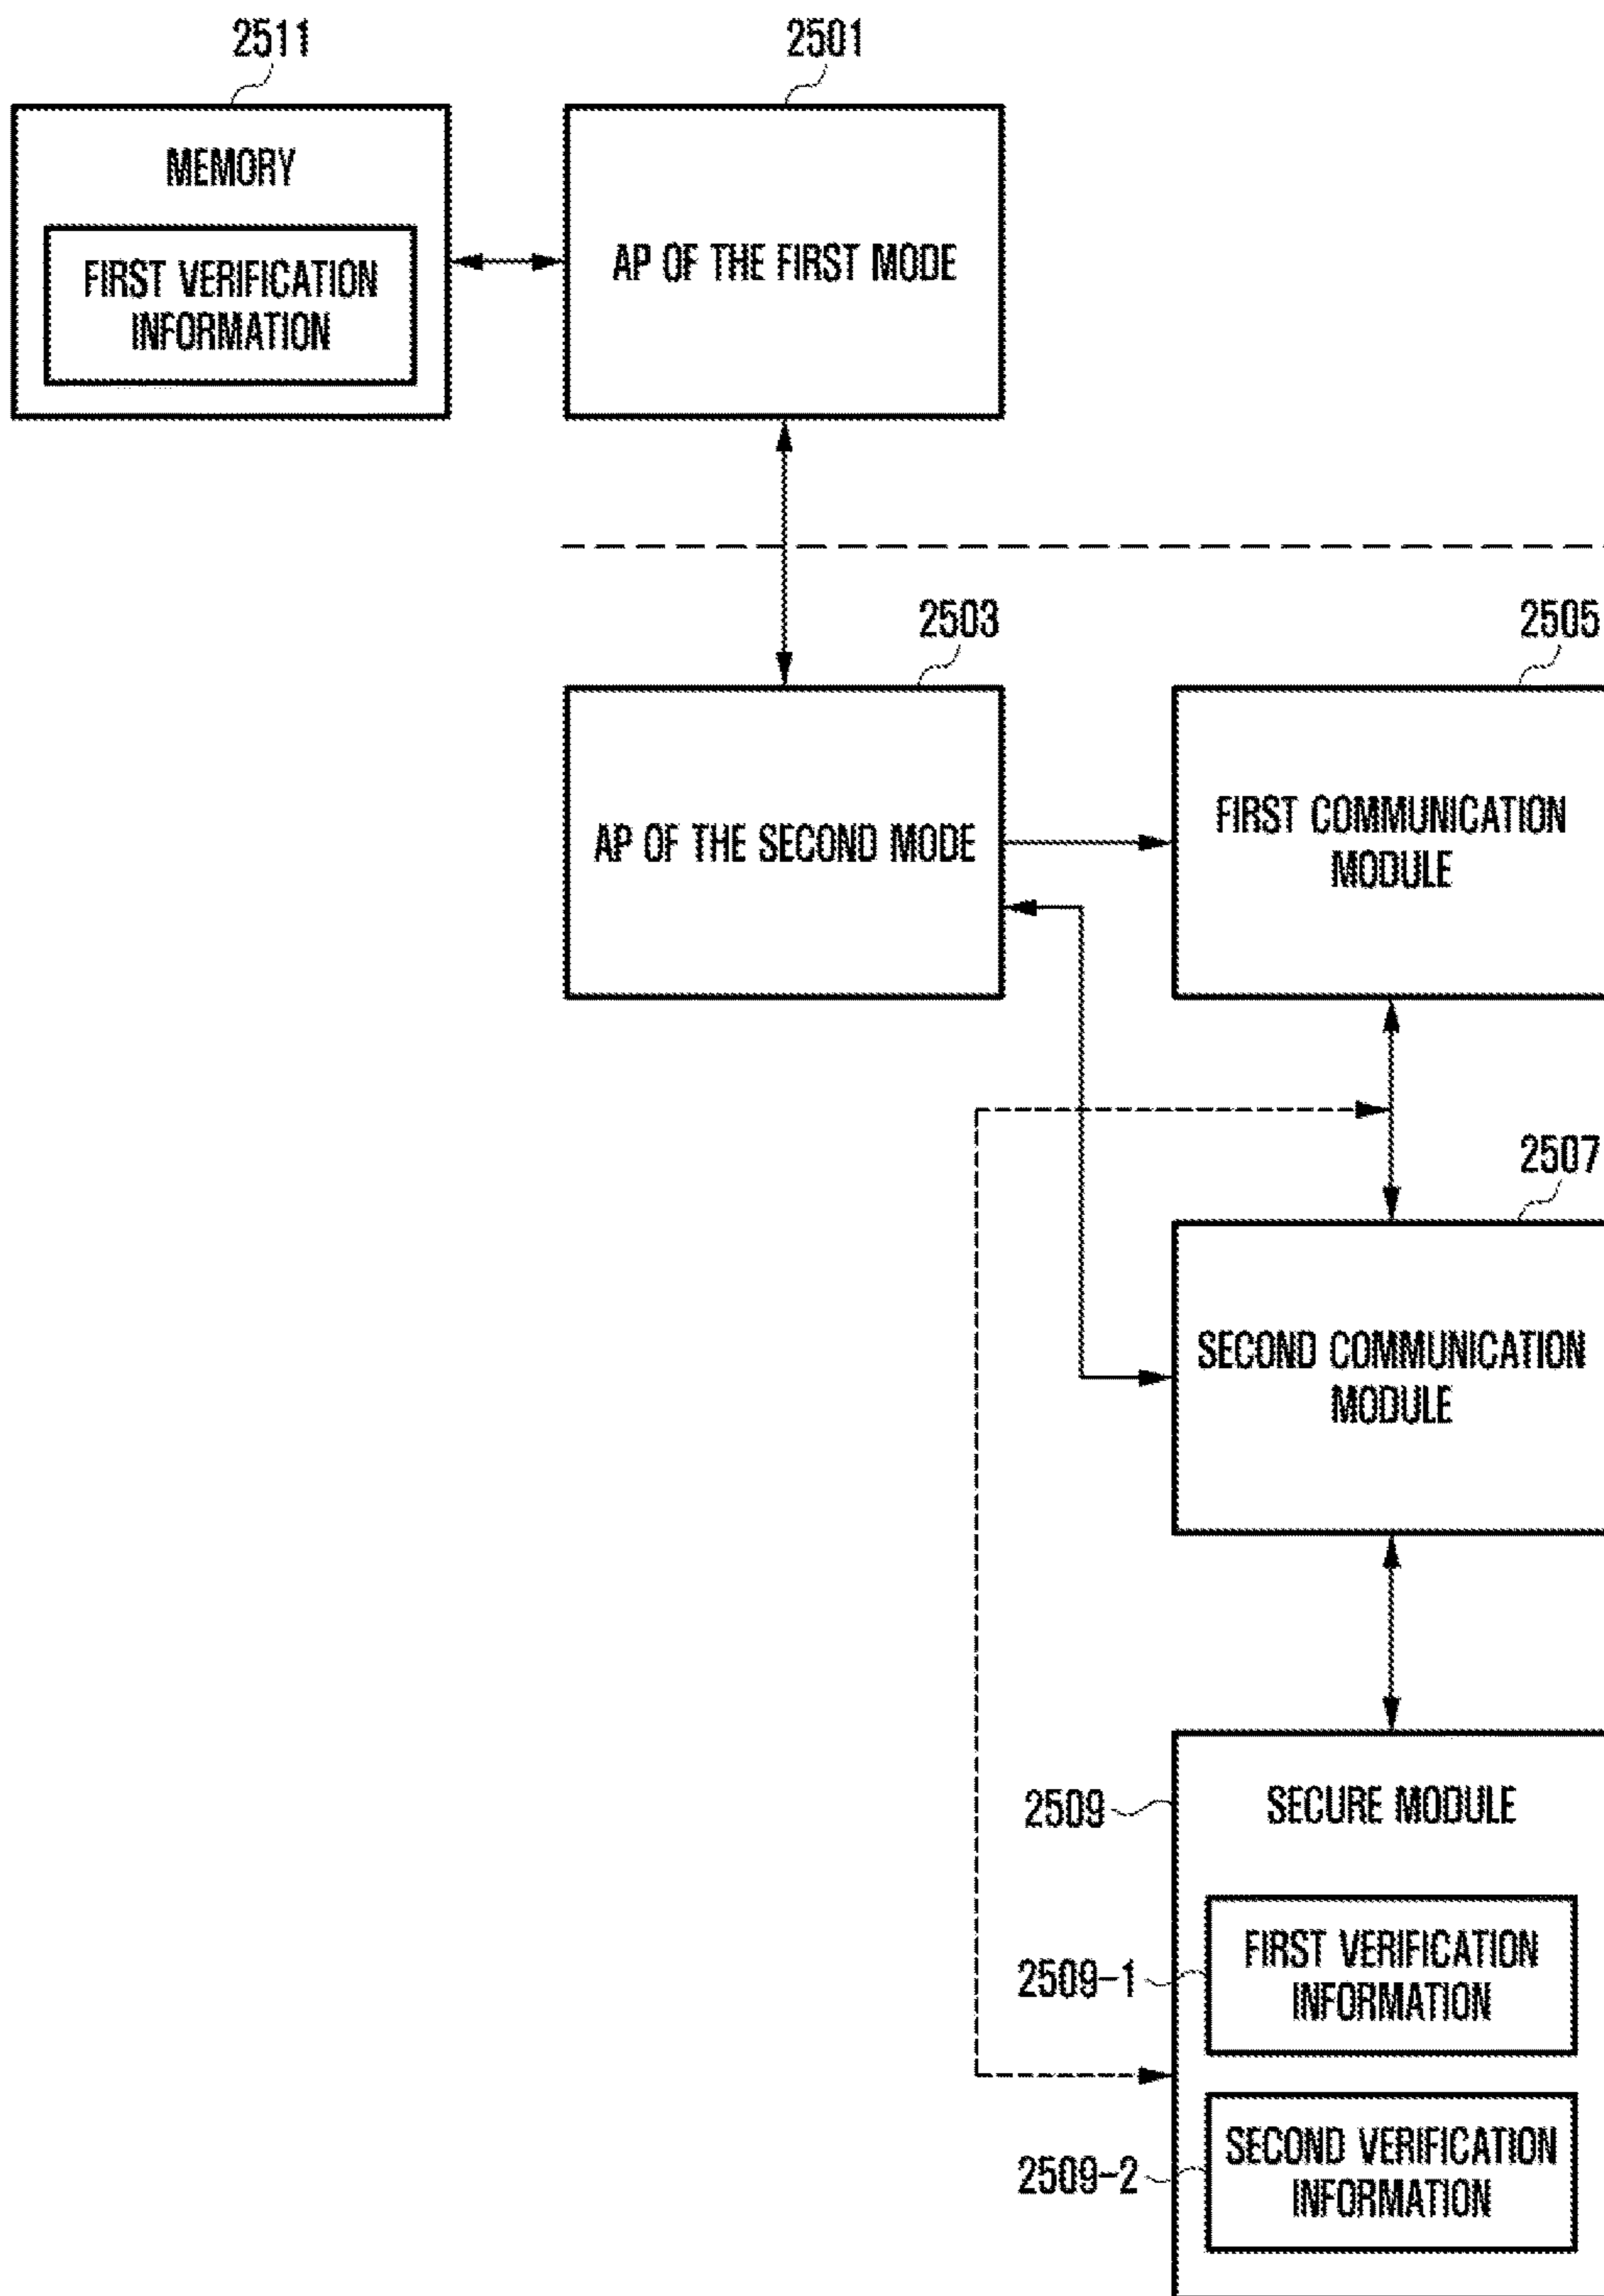 2511
2501
MEMORY
FIRST VERIFICATION
INFORMATION
AP OF THE FIRST MODE
2503
2505
AP OF THE SECOND MODE
FIRST COMMUNICATION
MODULE
2507
SECOND COMMUNICATION
MODULE
2509
SECURE MODULE
2509-1
FIRST VERIFICATION
INFORMATION
2509-2
SECOND VERIFICATION
INFORMATION